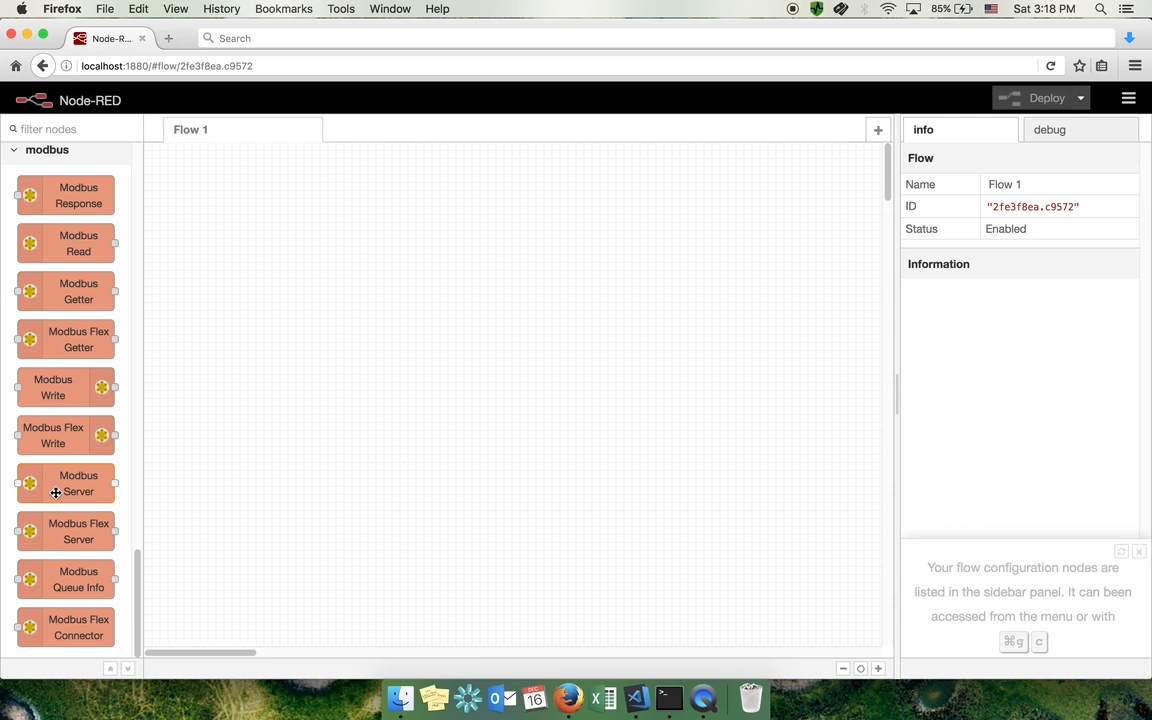 Firefox File Edit View History Bookmarks Tools Window Help 85% Sat 3:18 PM
Node-R... Search
localhost:1880/#flow/2fe3f8ea.c9572
Node-RED Deploy
filter nodes Flow 1 info debug
modbus
Flow
Name Flow 1
ID "2fe3f8ea.c9572"
Status Enabled
Information
Modbus
Response
Modbus
Read
Modbus
Getter
Modbus Flex
Getter
Modbus
Write
Modbus Flex
Write
Modbus
Server
Modbus Flex
Server
Modbus
Queue Info
Modbus Flex
Connector
Your flow configuration nodes are
listed in the sidebar panel. It can been
accessed from the menu or with
⌘g c
DEC
16